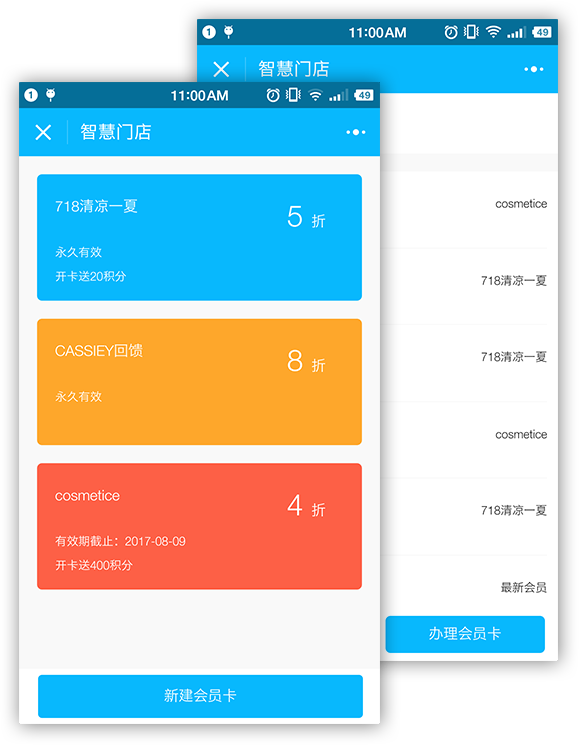 1 11:00AM 49
智慧门店
cosmetice
718清凉一夏
718清凉一夏
cosmetice
718清凉一夏
最新会员
办理会员卡
1 11:00AM 49
智慧门店
718清凉一夏
5 折
永久有效
开卡送20积分
CASSIEY回馈
8 折
永久有效
cosmetice
4 折
有效期截止：2017-08-09
开卡送400积分
新建会员卡